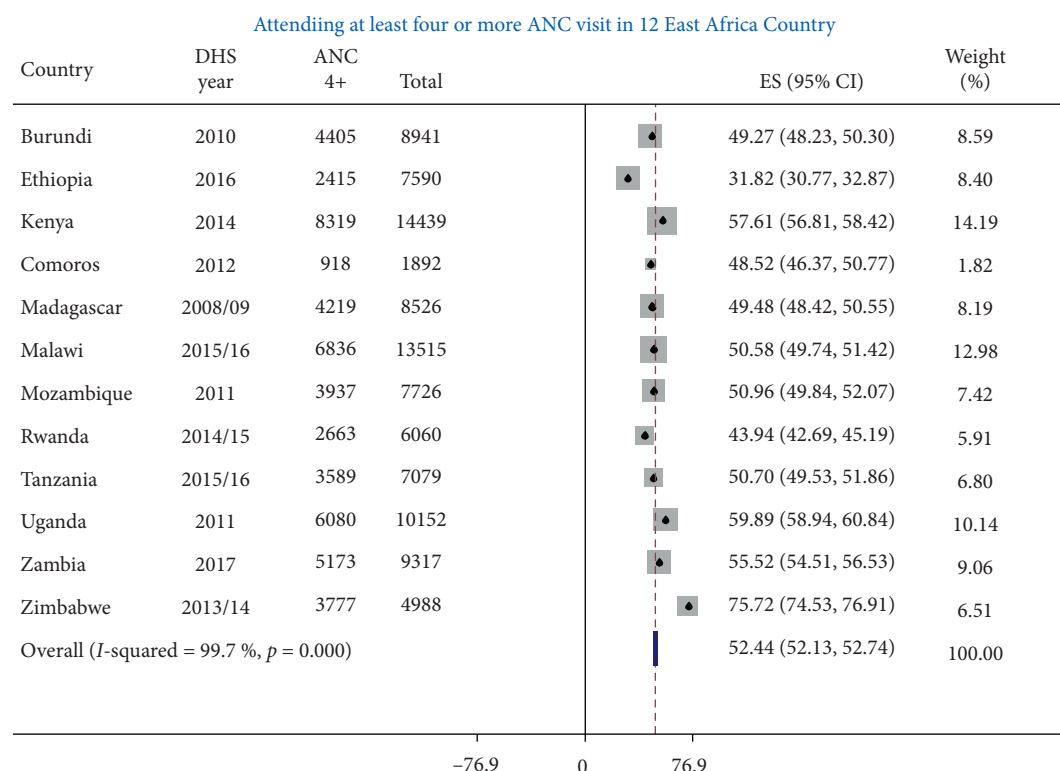 Attendiing at least four or more ANC visit in 12 East Africa Country
Country DHS year ANC 4+ Total ES (95% CI) Weight (%)
Burundi 2010 4405 8941 49.27 (48.23, 50.30) 8.59
Ethiopia 2016 2415 7590 31.82 (30.77, 32.87) 8.40
Kenya 2014 8319 14439 57.61 (56.81, 58.42) 14.19
Comoros 2012 918 1892 48.52 (46.37, 50.77) 1.82
Madagascar 2008/09 4219 8526 49.48 (48.42, 50.55) 8.19
Malawi 2015/16 6836 13515 50.58 (49.74, 51.42) 12.98
Mozambique 2011 3937 7726 50.96 (49.84, 52.07) 7.42
Rwanda 2014/15 2663 6060 43.94 (42.69, 45.19) 5.91
Tanzania 2015/16 3589 7079 50.70 (49.53, 51.86) 6.80
Uganda 2011 6080 10152 59.89 (58.94, 60.84) 10.14
Zambia 2017 5173 9317 55.52 (54.51, 56.53) 9.06
Zimbabwe 2013/14 3777 4988 75.72 (74.53, 76.91) 6.51
Overall (I-squared = 99.7 %, p = 0.000) 52.44 (52.13, 52.74) 100.00
−76.9 0 76.9